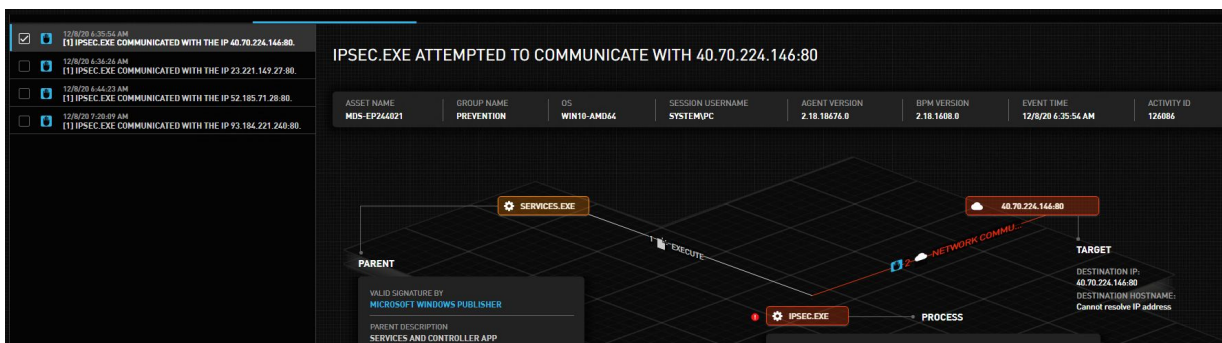 12/8/20 6:35:54 AM
[1] IPSEC.EXE COMMUNICATED WITH THE IP 40.70.224.146:80.
12/8/20 6:36:26 AM
[1] IPSEC.EXE COMMUNICATED WITH THE IP 23.221.149.27:80.
12/8/20 6:44:23 AM
[1] IPSEC.EXE COMMUNICATED WITH THE IP 52.185.71.28:80.
12/8/20 7:20:09 AM
[1] IPSEC.EXE COMMUNICATED WITH THE IP 93.184.221.240:80.
IPSEC.EXE ATTEMPTED TO COMMUNICATE WITH 40.70.224.146:80
ASSET NAME GROUP NAME OS SESSION USERNAME AGENT VERSION BPM VERSION EVENT TIME ACTIVITY ID
MDS-EP244021 PREVENTION WIN10-AMD64 SYSTEM\PC 2.18.18676.0 2.18.1608.0 12/8/20 6:35:54 AM 126086
SERVICES.EXE
40.70.224.146:80
1 EXECUTE
2 NETWORK COMMU...
PARENT
VALID SIGNATURE BY
MICROSOFT WINDOWS PUBLISHER
PARENT DESCRIPTION
SERVICES AND CONTROLLER APP
IPSEC.EXE
PROCESS
TARGET
DESTINATION IP:
40.70.224.146:80
DESTINATION HOSTNAME:
Cannot resolve IP address